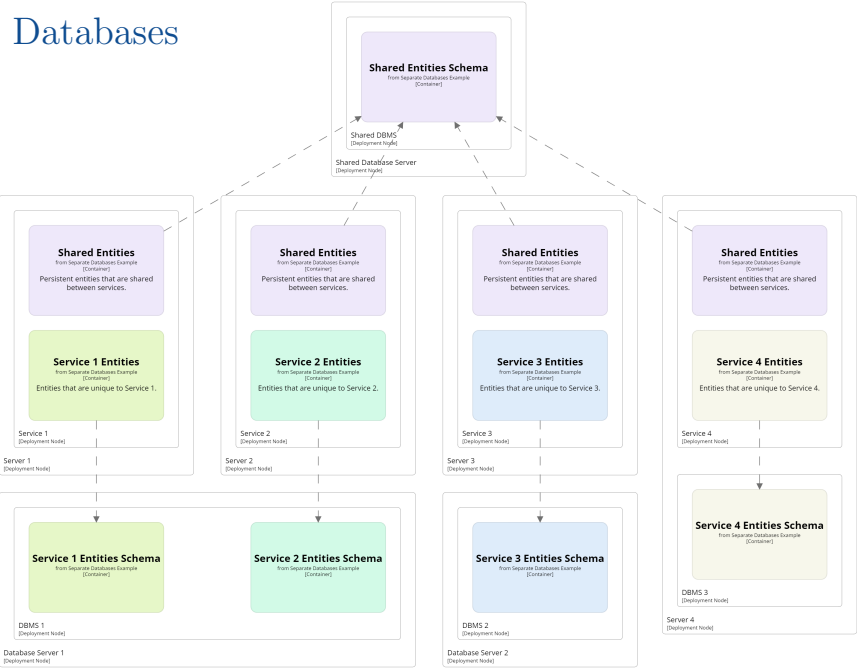 Databases
Shared Entities Schema
from Separate Databases Example
[Container]
Shared DBMS
[Deployment Node]
Shared Database Server
[Deployment Node]
Shared Entities
from Separate Databases Example
[Container]
Persistent entities that are shared
between services.
Service 1 Entities
from Separate Databases Example
[Container]
Entities that are unique to Service 1.
Service 1
[Deployment Node]
Server 1
[Deployment Node]
Shared Entities
from Separate Databases Example
[Container]
Persistent entities that are shared
between services.
Service 2 Entities
from Separate Databases Example
[Container]
Entities that are unique to Service 2.
Service 2
[Deployment Node]
Server 2
[Deployment Node]
Shared Entities
from Separate Databases Example
[Container]
Persistent entities that are shared
between services.
Service 3 Entities
from Separate Databases Example
[Container]
Entities that are unique to Service 3.
Service 3
[Deployment Node]
Server 3
[Deployment Node]
Shared Entities
from Separate Databases Example
[Container]
Persistent entities that are shared
between services.
Service 4 Entities
from Separate Databases Example
[Container]
Entities that are unique to Service 4.
Service 4
[Deployment Node]
Service 1 Entities Schema
from Separate Databases Example
[Container]
Service 2 Entities Schema
from Separate Databases Example
[Container]
DBMS 1
[Deployment Node]
Database Server 1
[Deployment Node]
Service 3 Entities Schema
from Separate Databases Example
[Container]
DBMS 2
[Deployment Node]
Database Server 2
[Deployment Node]
Service 4 Entities Schema
from Separate Databases Example
[Container]
DBMS 3
[Deployment Node]
Server 4
[Deployment Node]